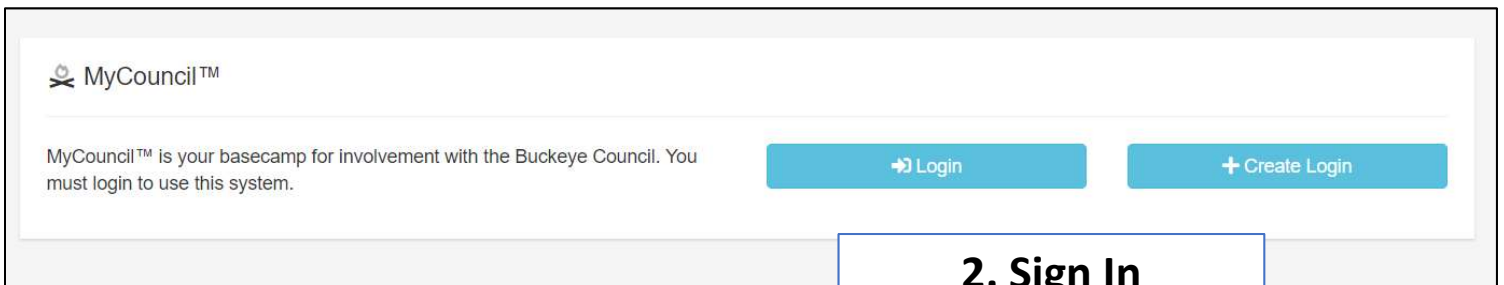 MyCouncil™
MyCouncil™ is your basecamp for involvement with the Buckeye Council. You
must login to use this system.
Login
Create Login
2. Sign In